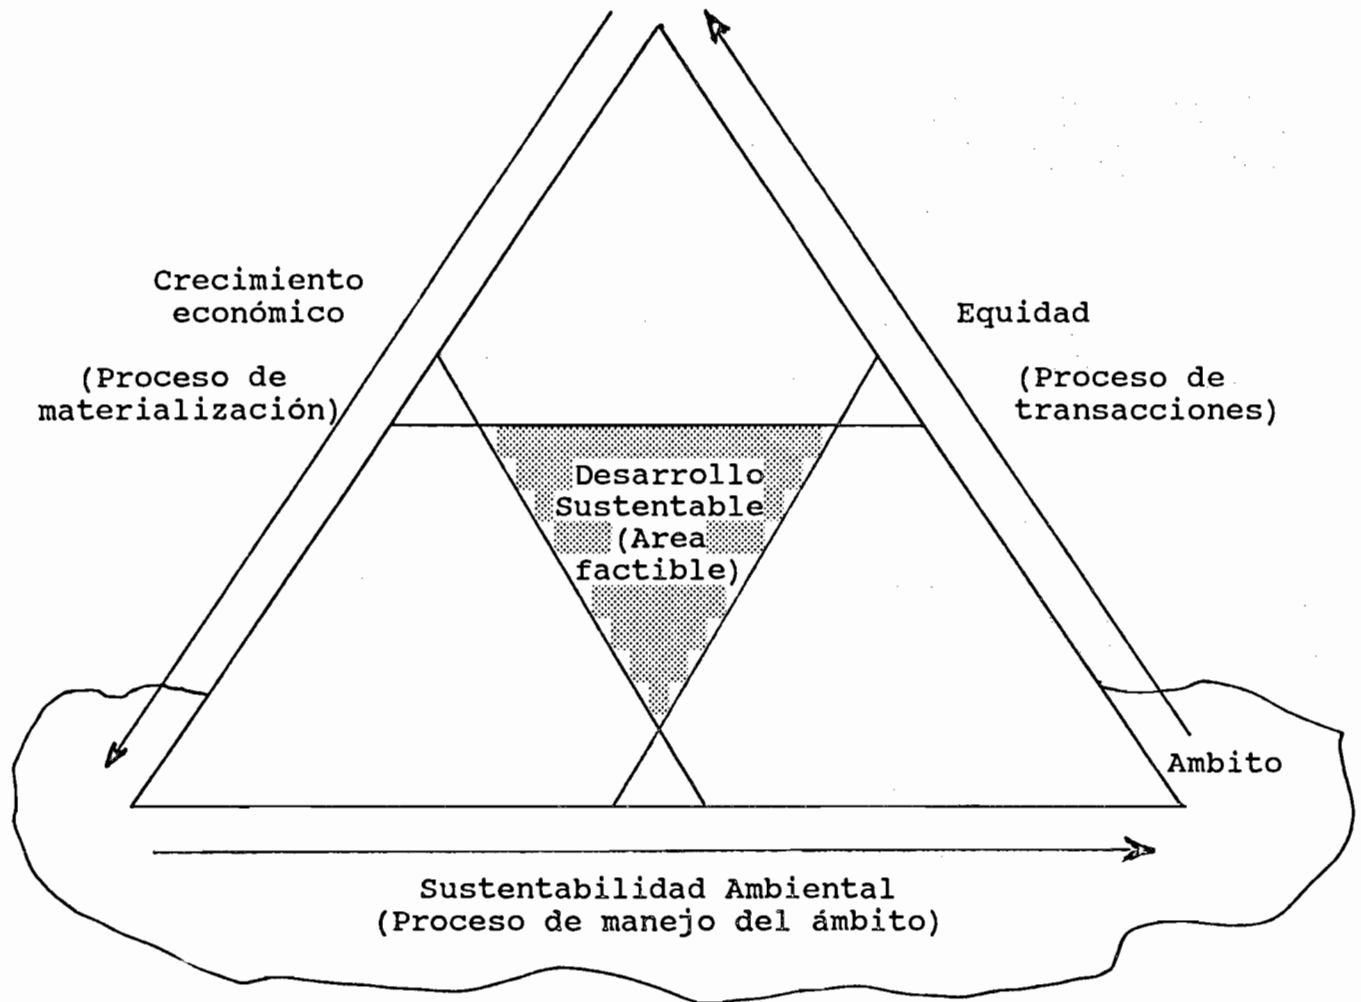 Crecimiento
económico
(Proceso de
materialización)
Equidad
(Proceso de
transacciones)
Desarrollo
Sustentable
(Area
factible)
Ambito
Sustentabilidad Ambiental
(Proceso de manejo del ámbito)